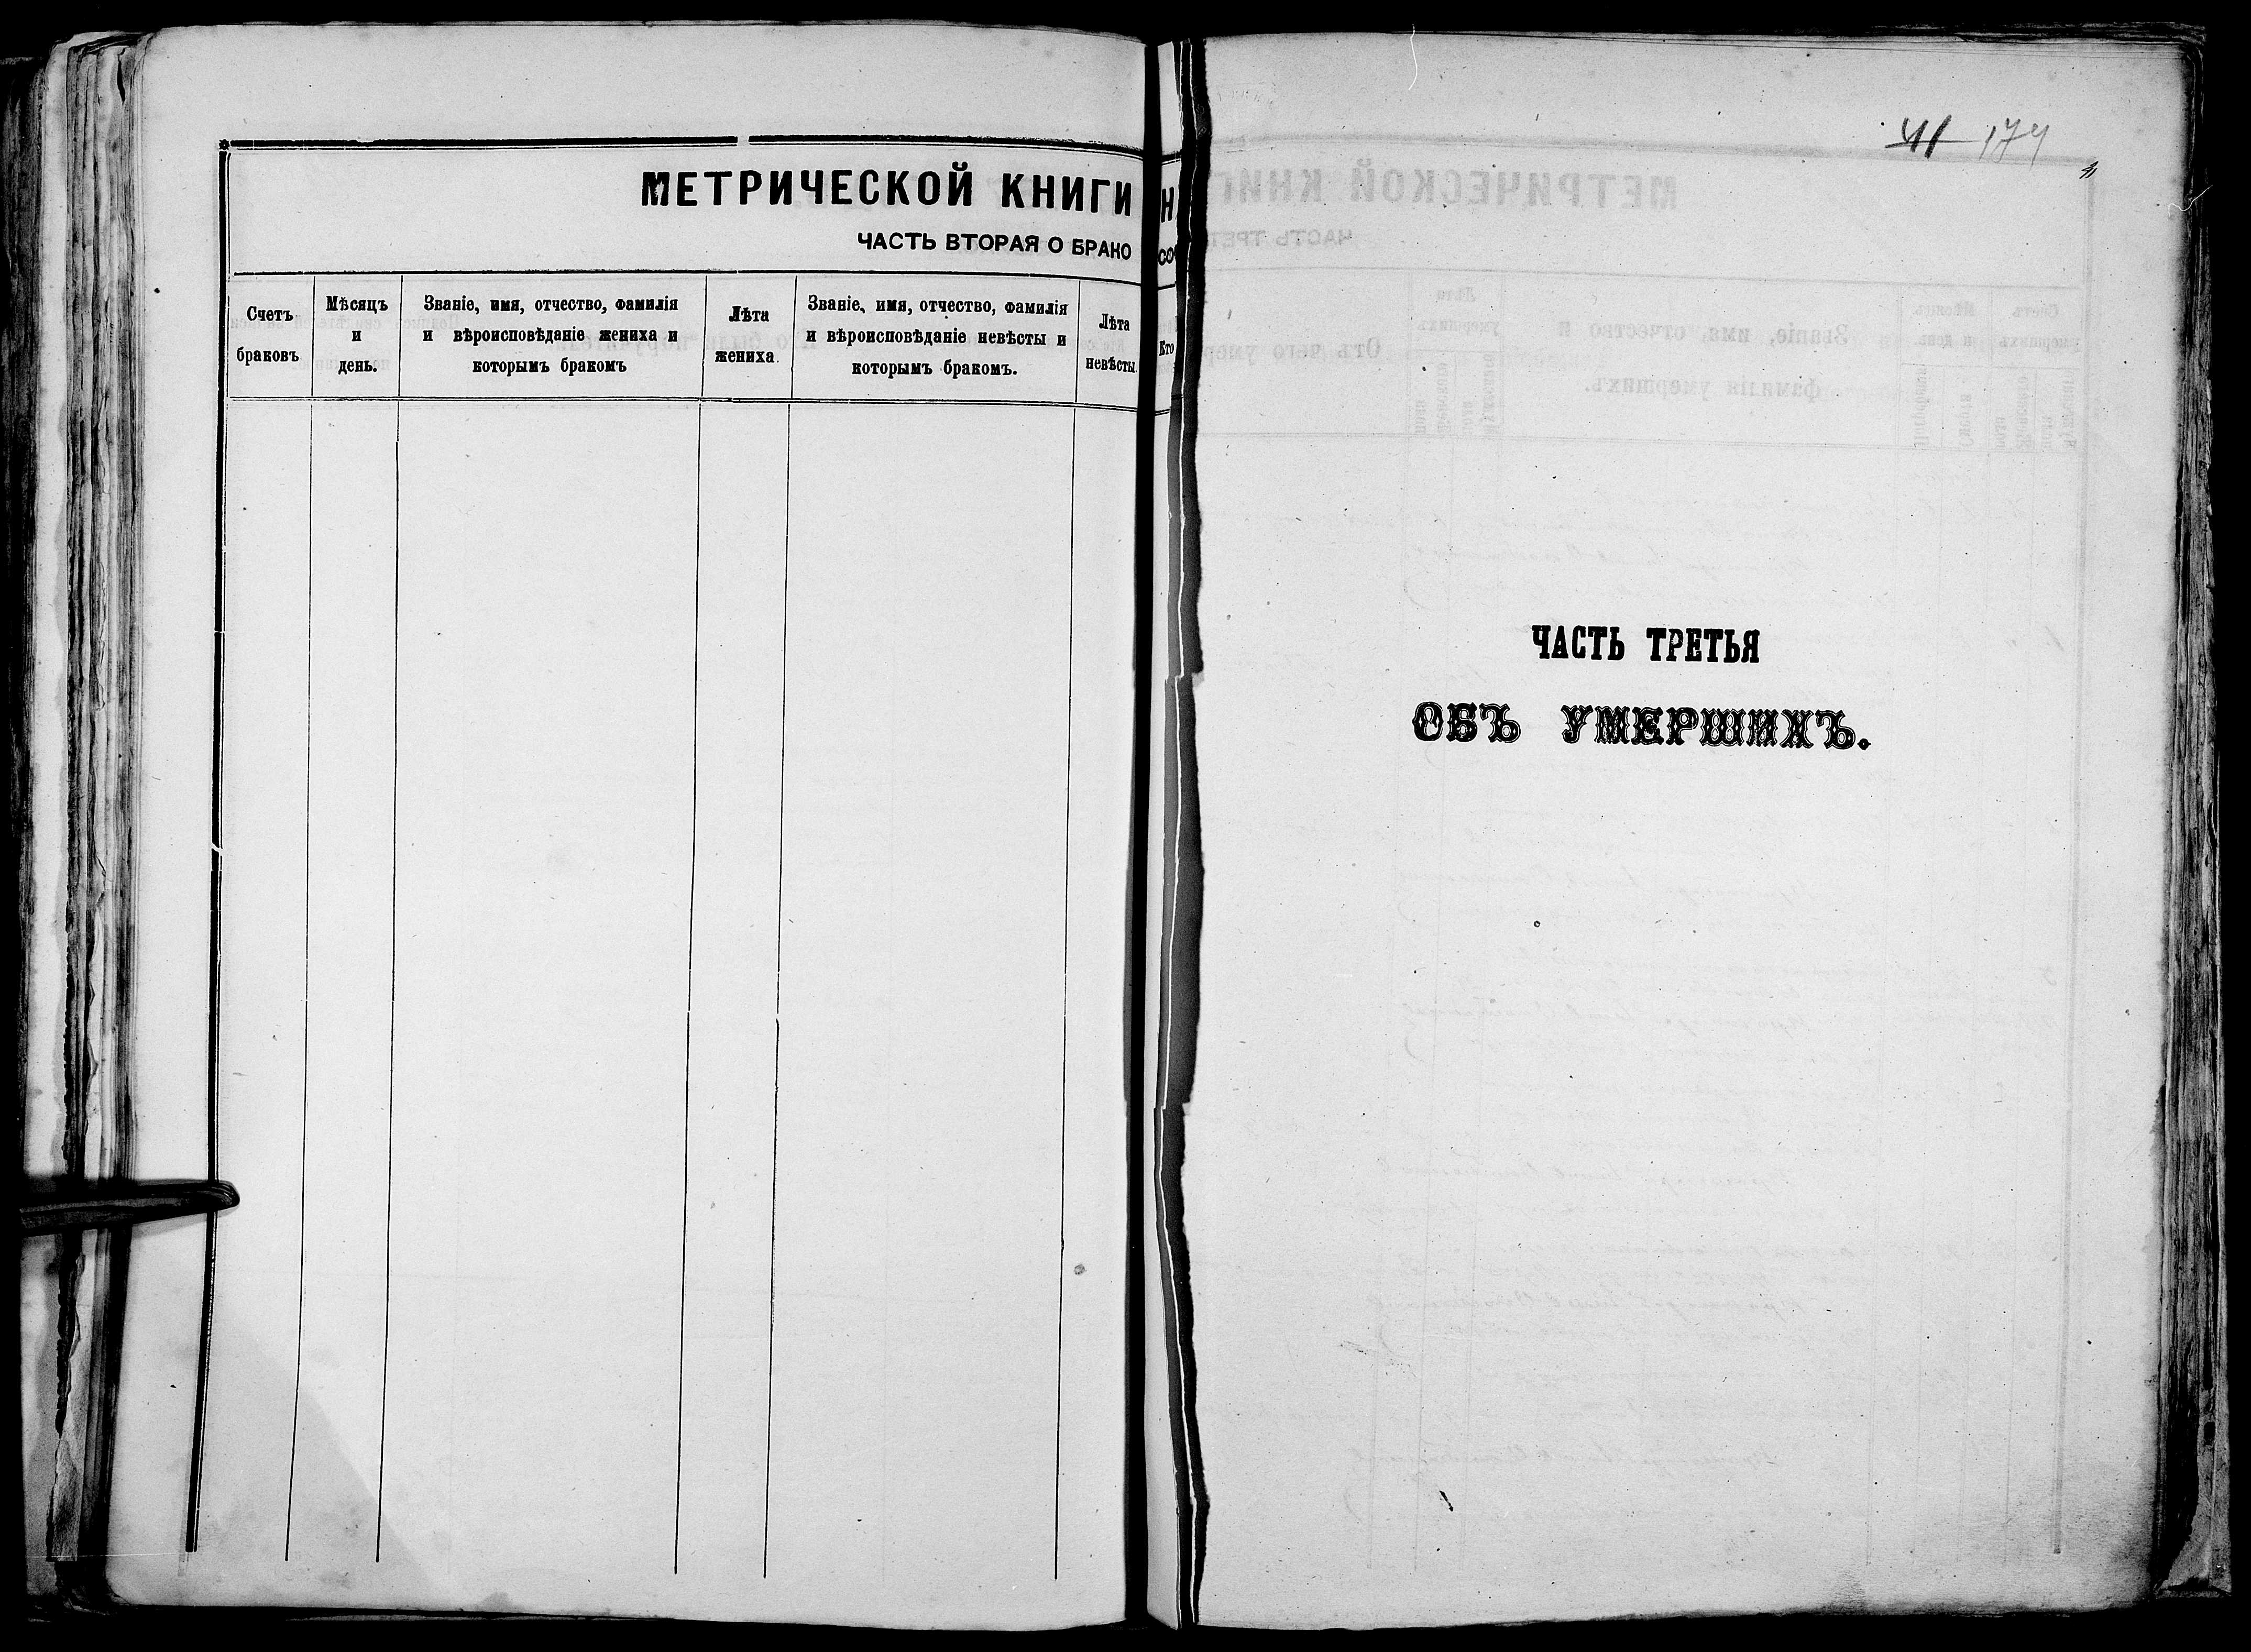 МЕТРИЧЕСКОЙ КНИГИ
ЧАСТЬ ВТОРАЯ О БРАКО
Счетъ браковъ
Мѣсяцъ и день.
Званіе, имя, отчество, фамилія и вѣроисповѣданіе жениха и которымъ бракомъ
Лѣта жениха.
Званіе, имя, отчество, фамилія и вѣроисповѣданіе невѣсты и которымъ бракомъ.
Лѣта невѣсты.
Н
СО
Кто
41 174
ЧАСТЬ ТРЕТЬЯ
ОБЪ УМЕРШИХЪ.